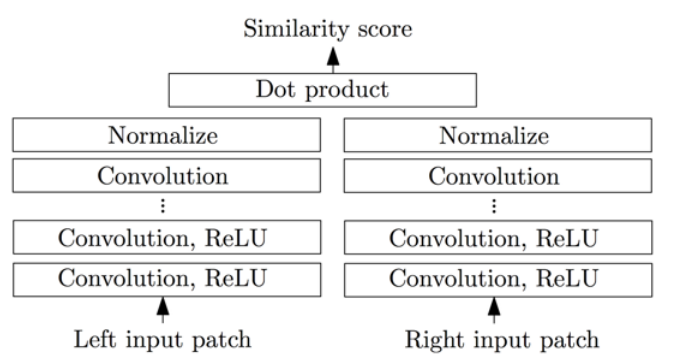 Similarity score
Dot product
Normalize Normalize
Convolution Convolution
⋮ ⋮
Convolution, ReLU Convolution, ReLU
Convolution, ReLU Convolution, ReLU
Left input patch Right input patch